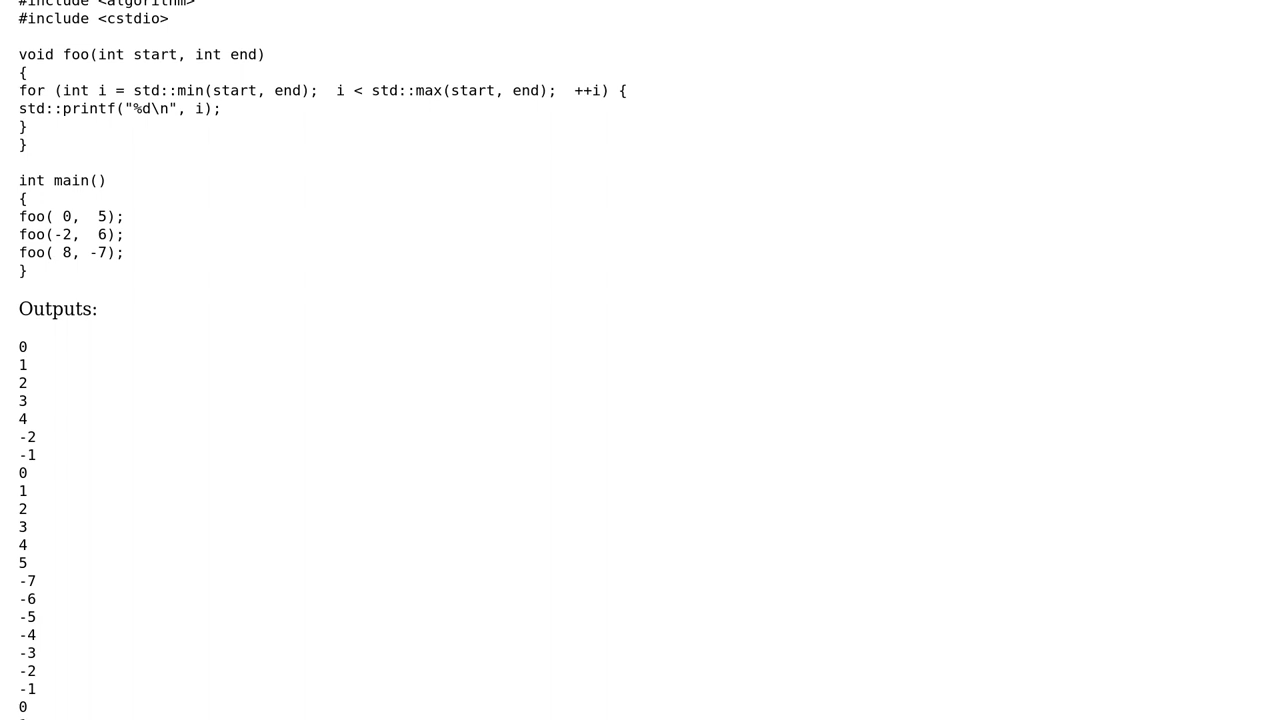 #include <algorithm>
#include <cstdio>

void foo(int start, int end)
{
for (int i = std::min(start, end);  i < std::max(start, end);  ++i) {
std::printf("%d\n", i);
}
}

int main()
{
foo( 0,  5);
foo(-2,  6);
foo( 8, -7);
}

Outputs:

0
1
2
3
4
-2
-1
0
1
2
3
4
5
-7
-6
-5
-4
-3
-2
-1
0